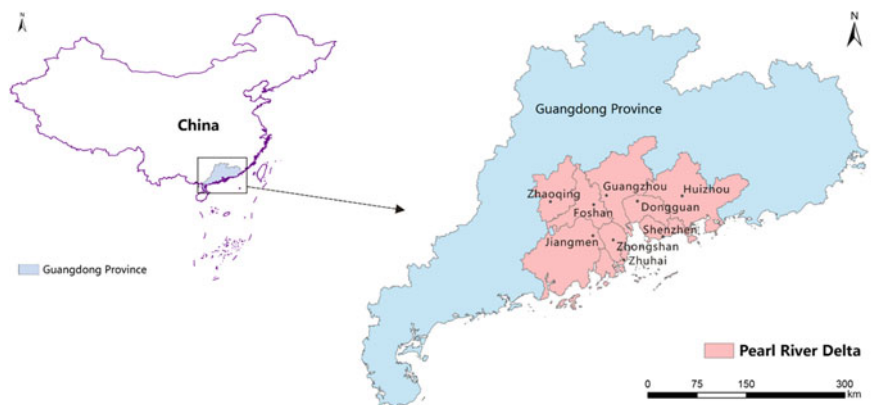 N
China
Guangdong Province
N
Guangdong Province
Zhaoqing
Guangzhou
Huizhou
Foshan
Dongguan
Jiangmen
Shenzhen
Zhongshan
Zhuhai
Pearl River Delta
0 75 150 300
km